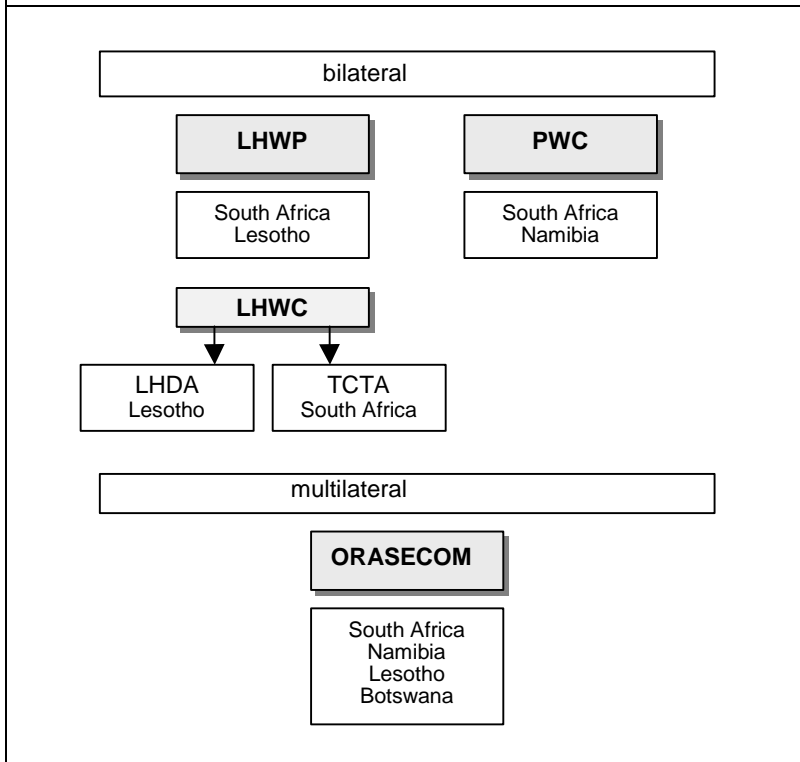 bilateral
LHWP
PWC
South Africa
Lesotho
South Africa
Namibia
LHWC
LHDA
Lesotho
TCTA
South Africa
multilateral
ORASECOM
South Africa
Namibia
Lesotho
Botswana